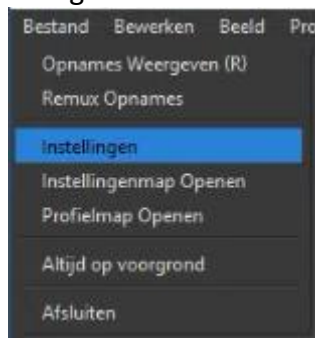 Bestand Bewerken Beeld
Opnames Weergeven (R)
Remux Opnames
Instellingen
Instellingenmap Openen
Profielmap Openen
Altijd op voorgrond
Afsluiten